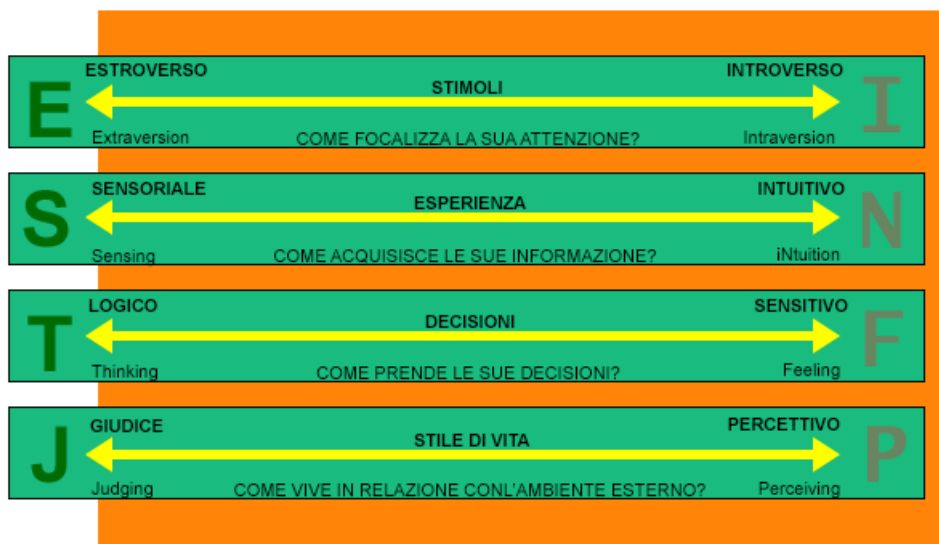 E ESTROVERSO STIMOLI INTROVERSO I
Extraversion COME FOCALIZZA LA SUA ATTENZIONE? Intraversion
S SENSORIALE ESPERIENZA INTUITIVO N
Sensing COME ACQUISISCE LE SUE INFORMAZIONE? iNtuition
T LOGICO DECISIONI SENSITIVO F
Thinking COME PRENDE LE SUE DECISIONI? Feeling
J GIUDICE STILE DI VITA PERCETTIVO P
Judging COME VIVE IN RELAZIONE CONL'AMBIENTE ESTERNO? Perceiving